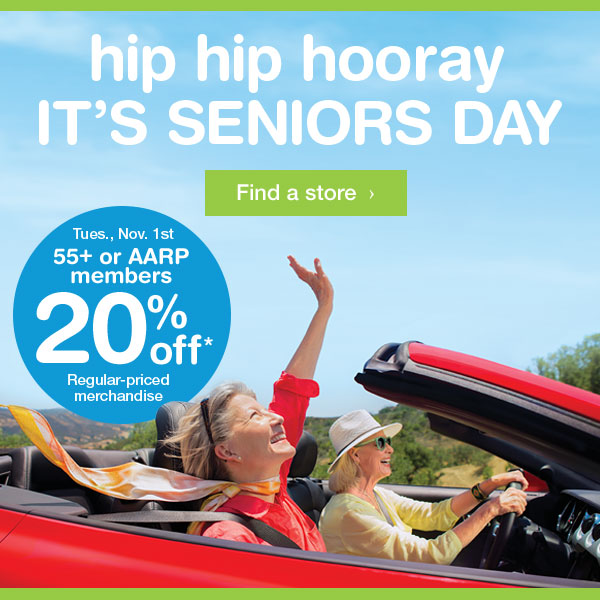 hip hip hooray
IT'S SENIORS DAY
Find a store ›
Tues., Nov. 1st
55+ or AARP
members
20% off*
Regular-priced
merchandise